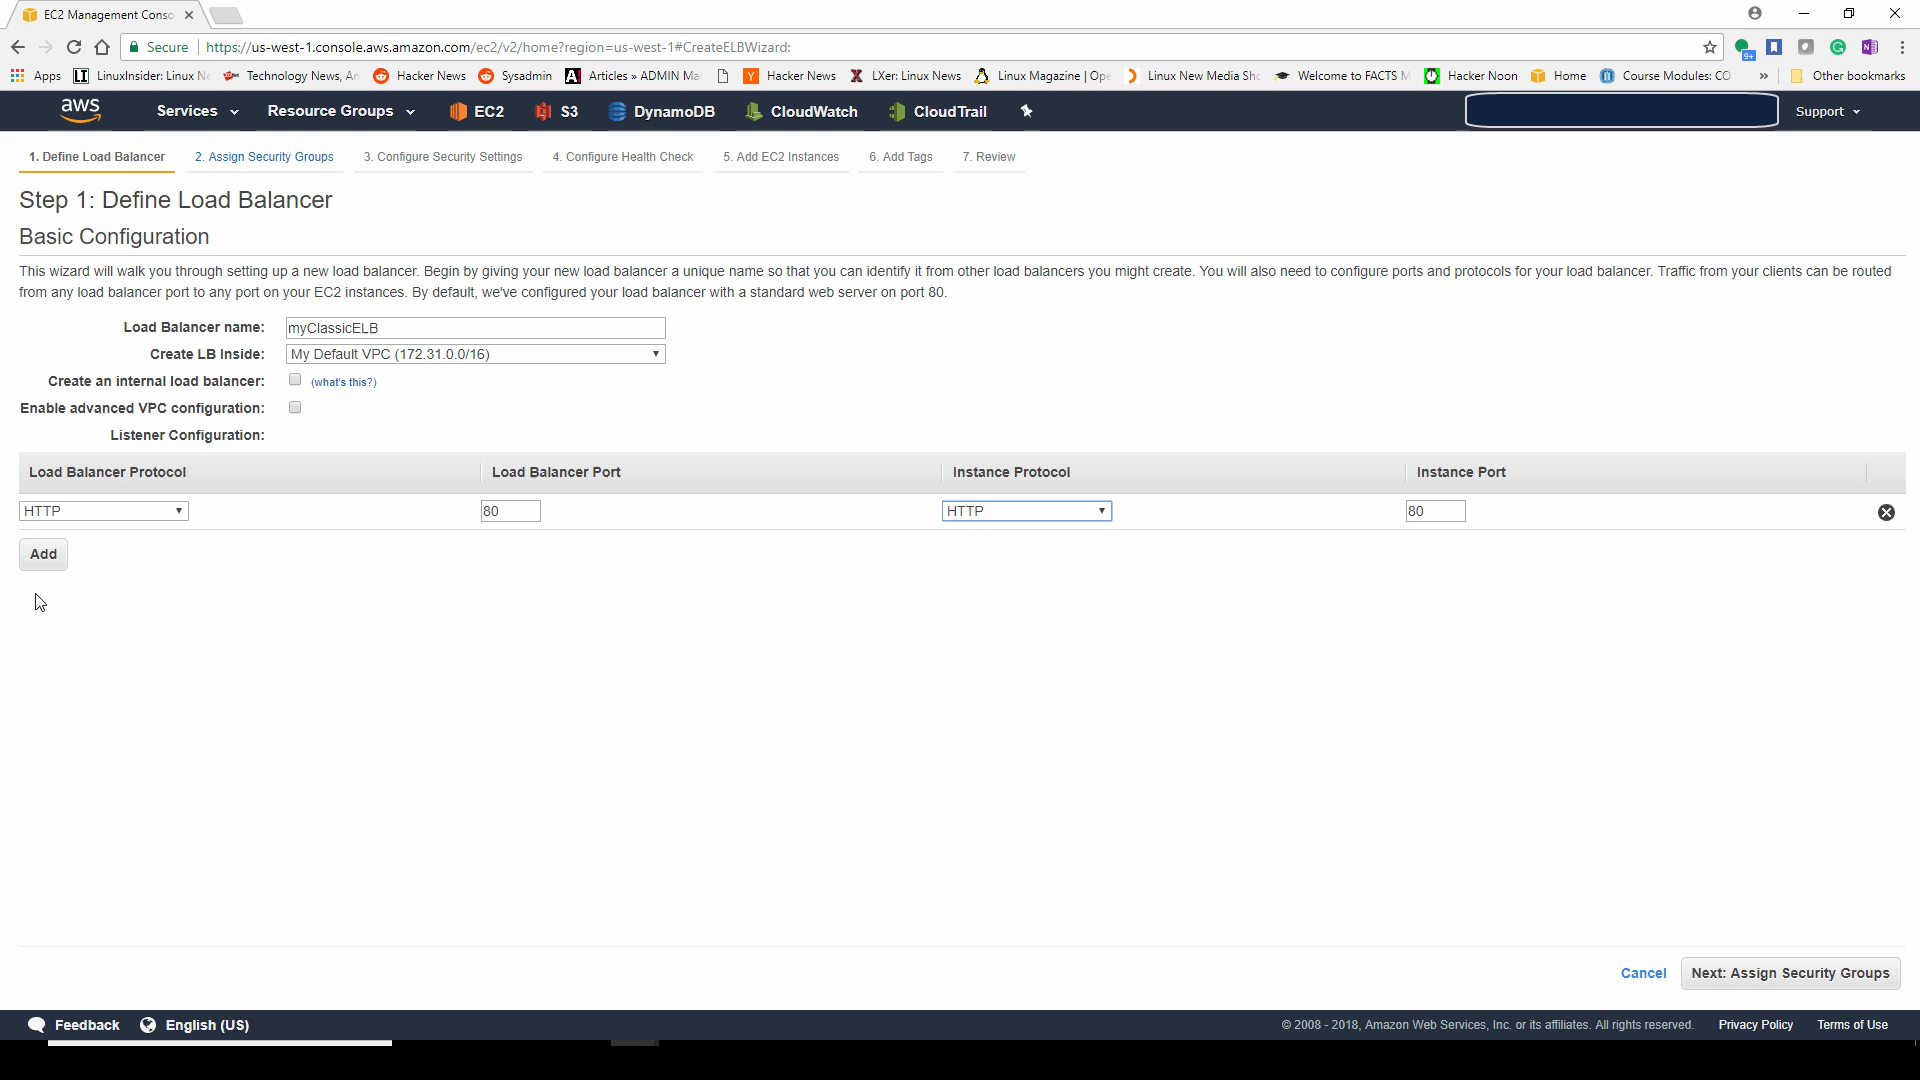 EC2 Management Conso
Secure https://us-west-1.console.aws.amazon.com/ec2/v2/home?region=us-west-1#CreateELBWizard:
9+
Apps LI LinuxInsider: Linux Ne Technology News, An Hacker News Sysadmin A Articles » ADMIN Ma Y Hacker News X LXer: Linux News Linux Magazine | Ope Linux New Media Sho Welcome to FACTS M Hacker Noon Home Course Modules: CO » Other bookmarks
aws Services Resource Groups EC2 S3 DynamoDB CloudWatch CloudTrail Support
1. Define Load Balancer 2. Assign Security Groups 3. Configure Security Settings 4. Configure Health Check 5. Add EC2 Instances 6. Add Tags 7. Review
Step 1: Define Load Balancer
Basic Configuration
This wizard will walk you through setting up a new load balancer. Begin by giving your new load balancer a unique name so that you can identify it from other load balancers you might create. You will also need to configure ports and protocols for your load balancer. Traffic from your clients can be routed
from any load balancer port to any port on your EC2 instances. By default, we've configured your load balancer with a standard web server on port 80.
Load Balancer name: myClassicELB
Create LB Inside: My Default VPC (172.31.0.0/16)
Create an internal load balancer: (what's this?)
Enable advanced VPC configuration:
Listener Configuration:
Load Balancer Protocol Load Balancer Port Instance Protocol Instance Port
HTTP 80 HTTP 80
Add
Cancel Next: Assign Security Groups
Feedback English (US) © 2008 - 2018, Amazon Web Services, Inc. or its affiliates. All rights reserved. Privacy Policy Terms of Use